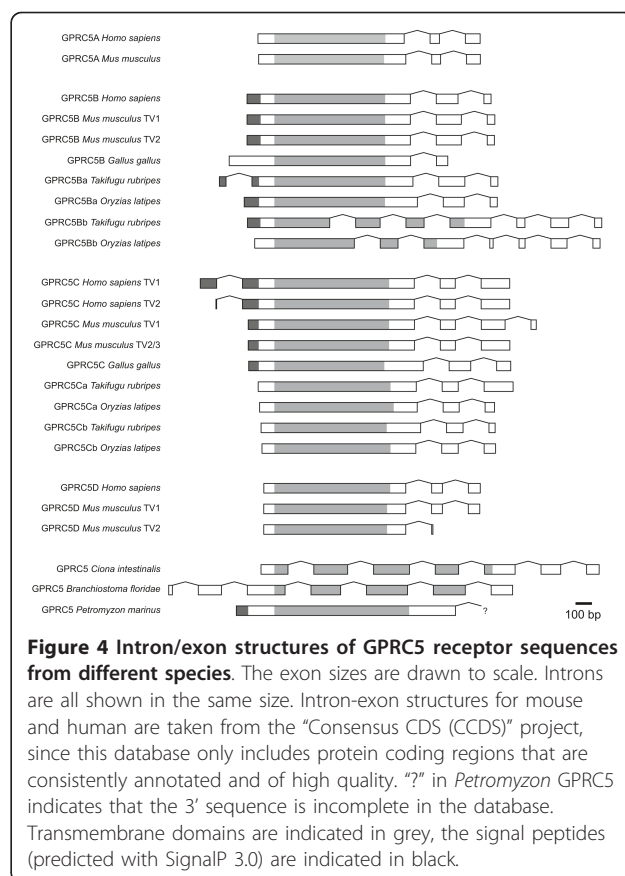 GPRC5A Homo sapiens
GPRC5A Mus musculus
GPRC5B Homo sapiens
GPRC5B Mus musculus TV1
GPRC5B Mus musculus TV2
GPRC5B Gallus gallus
GPRC5Ba Takifugu rubripes
GPRC5Ba Oryzias latipes
GPRC5Bb Takifugu rubripes
GPRC5Bb Oryzias latipes
GPRC5C Homo sapiens TV1
GPRC5C Homo sapiens TV2
GPRC5C Mus musculus TV1
GPRC5C Mus musculus TV2/3
GPRC5C Gallus gallus
GPRC5Ca Takifugu rubripes
GPRC5Ca Oryzias latipes
GPRC5Cb Takifugu rubripes
GPRC5Cb Oryzias latipes
GPRC5D Homo sapiens
GPRC5D Mus musculus TV1
GPRC5D Mus musculus TV2
GPRC5 Ciona intestinalis
GPRC5 Branchiostoma floridae
GPRC5 Petromyzon marinus
?
100 bp
Figure 4 Intron/exon structures of GPRC5 receptor sequences
from different species. The exon sizes are drawn to scale. Introns
are all shown in the same size. Intron-exon structures for mouse
and human are taken from the "Consensus CDS (CCDS)" project,
since this database only includes protein coding regions that are
consistently annotated and of high quality. "?" in Petromyzon GPRC5
indicates that the 3' sequence is incomplete in the database.
Transmembrane domains are indicated in grey, the signal peptides
(predicted with SignalP 3.0) are indicated in black.